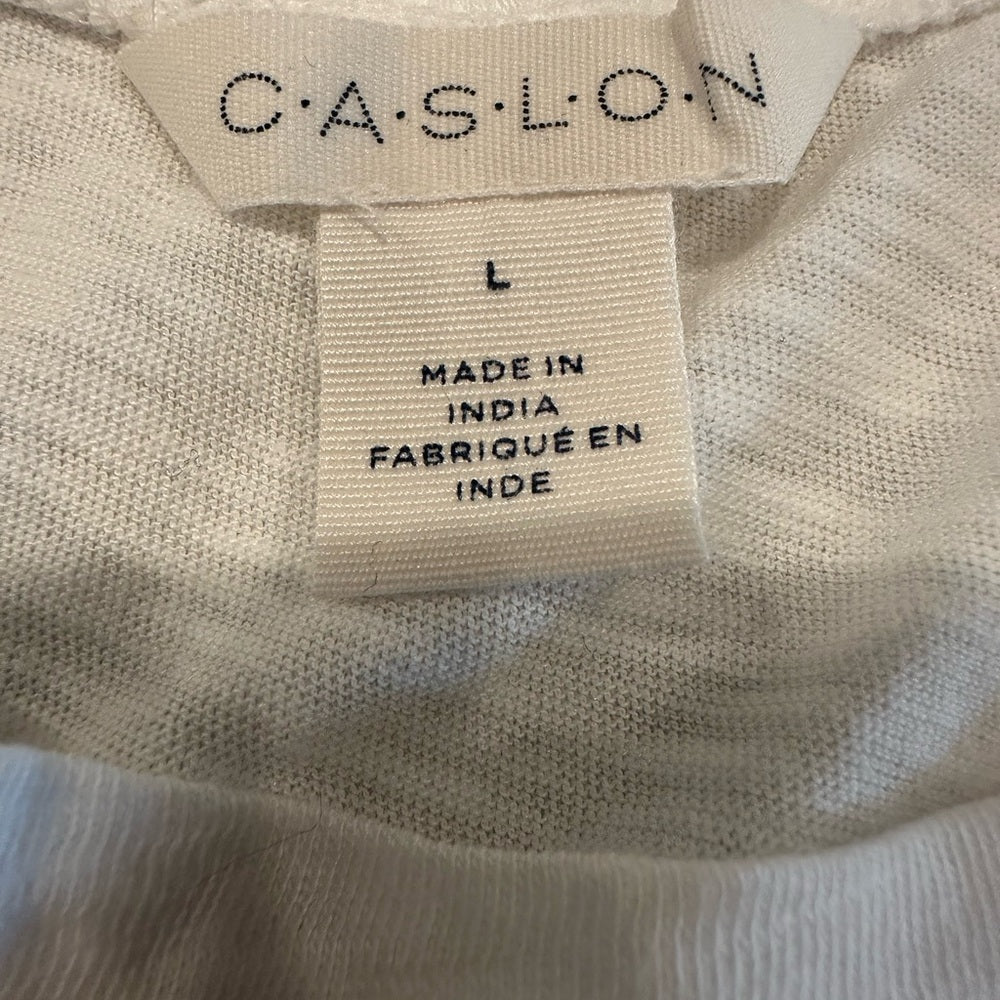 C·A·S·L·O·N
L
MADE IN
INDIA
FABRIQUÉ EN
INDE